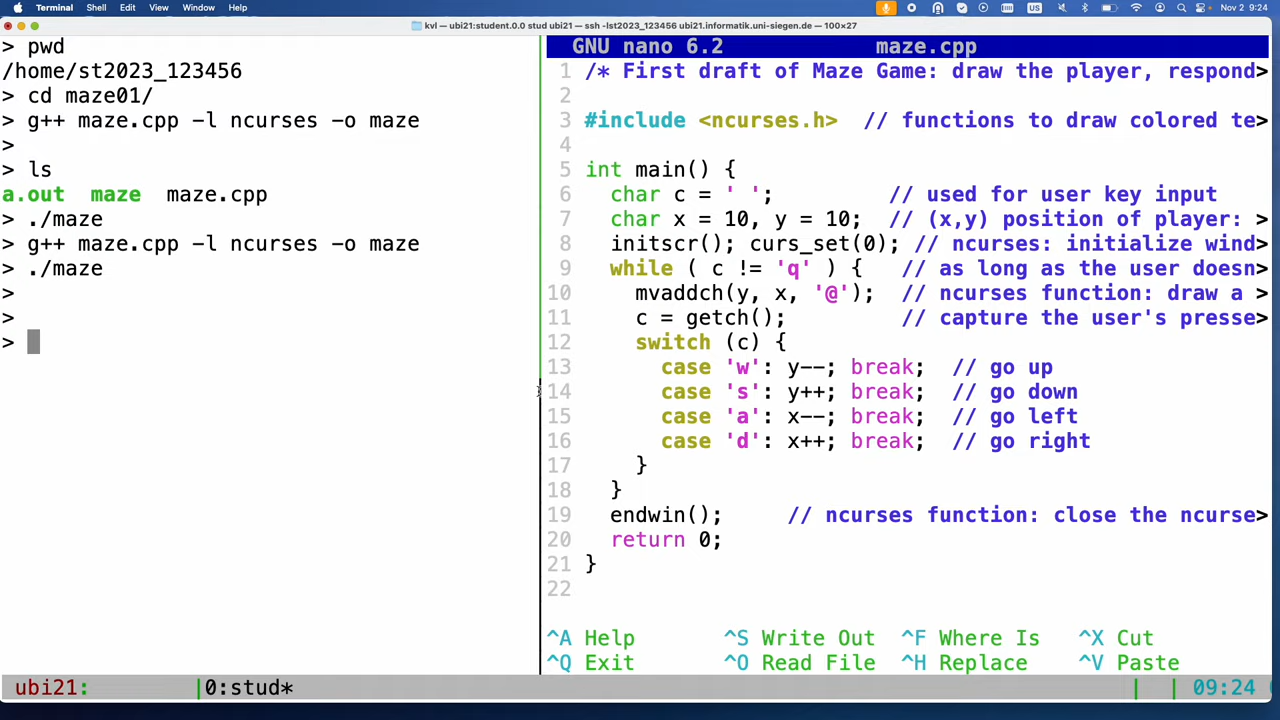 Terminal Shell Edit View Window Help
US
Nov 2 9:24
kvl — ubi21:student.0.0 stud ubi21 — ssh -lst2023_123456 ubi21.informatik.uni-siegen.de — 100×27
> pwd
/home/st2023_123456
> cd maze01/
> g++ maze.cpp -l ncurses -o maze
>
> ls
a.out maze maze.cpp
> ./maze
> g++ maze.cpp -l ncurses -o maze
> ./maze
>
>
>
GNU nano 6.2 maze.cpp
1 /* First draft of Maze Game: draw the player, respond>
2
3 #include <ncurses.h> // functions to draw colored te>
4
5 int main() {
6 char c = ' '; // used for user key input
7 char x = 10, y = 10; // (x,y) position of player: >
8 initscr(); curs_set(0); // ncurses: initialize wind>
9 while ( c != 'q' ) { // as long as the user doesn>
10 mvaddch(y, x, '@'); // ncurses function: draw a >
11 c = getch(); // capture the user's presse>
12 switch (c) {
13 case 'w': y--; break; // go up
14 case 's': y++; break; // go down
15 case 'a': x--; break; // go left
16 case 'd': x++; break; // go right
17 }
18 }
19 endwin(); // ncurses function: close the ncurse>
20 return 0;
21 }
22
^A Help ^S Write Out ^F Where Is ^X Cut
^Q Exit ^O Read File ^H Replace ^V Paste
ubi21: |0:stud* | | 09:24